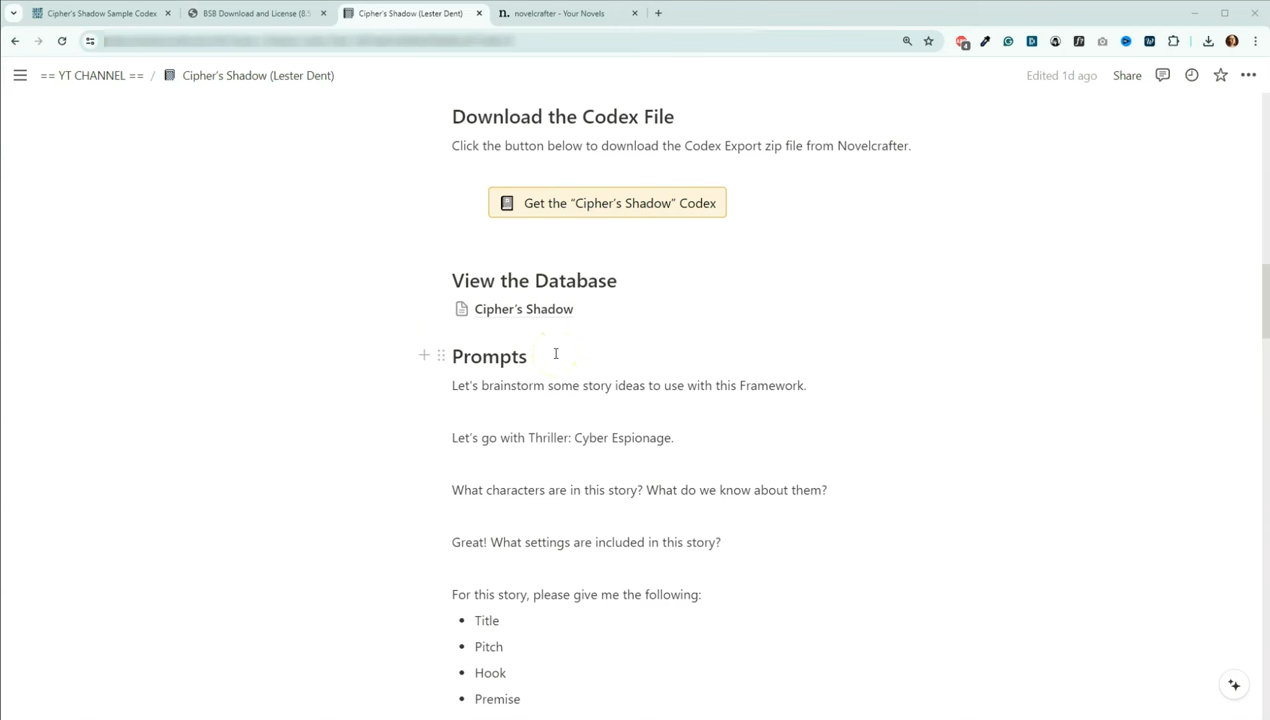 Cipher's Shadow Sample Codex
BSB Download and License (8.5
Cipher's Shadow (Lester Dent)
novelcrafter - Your Novels
== YT CHANNEL == / Cipher's Shadow (Lester Dent)
Edited 1d ago
Share
Download the Codex File
Click the button below to download the Codex Export zip file from Novelcrafter.
Get the “Cipher’s Shadow” Codex
View the Database
Cipher’s Shadow
Prompts
Let’s brainstorm some story ideas to use with this Framework.
Let’s go with Thriller: Cyber Espionage.
What characters are in this story? What do we know about them?
Great! What settings are included in this story?
For this story, please give me the following:
• Title
• Pitch
• Hook
• Premise